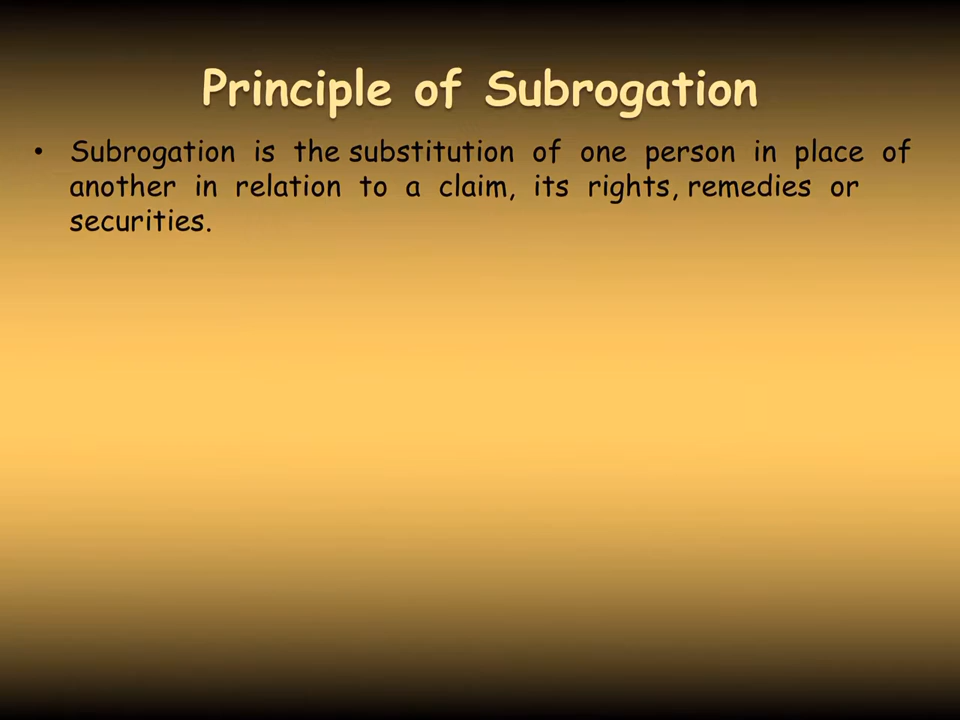 Principle of Subrogation
• Subrogation is the substitution of one person in place of
another in relation to a claim, its rights, remedies or
securities.